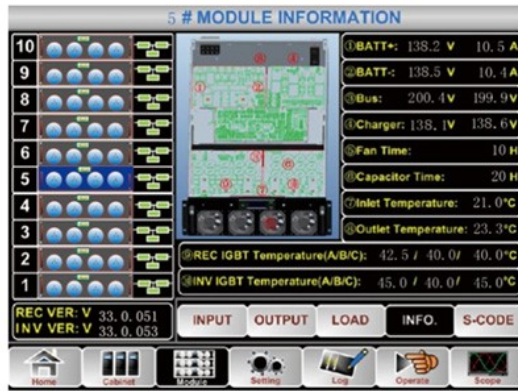 5 # MODULE INFORMATION
10
9
8
7
6
5
4
3
2
1
①BATT+: 138.2 V 10.5 A
②BATT-: 138.5 V 10.4 A
③Bus: 200.4 V 199.9 V
④Charger: 138.1 V 138.6 V
⑤Fan Time: 10 H
⑥Capacitor Time: 20 H
⑦Inlet Temperature: 21.0 °C
⑧Outlet Temperature: 23.3 °C
⑨REC IGBT Temperature(A/B/C): 42.5 / 40.0/ 40.0°C
⑩INV IGBT Temperature(A/B/C): 45.0 / 40.0/ 45.0°C
REC VER: V 33.0.051
INV VER: V 33.0.053
INPUT OUTPUT LOAD INFO. S-CODE
Home Cabinet Module Setting Log Operate Scope